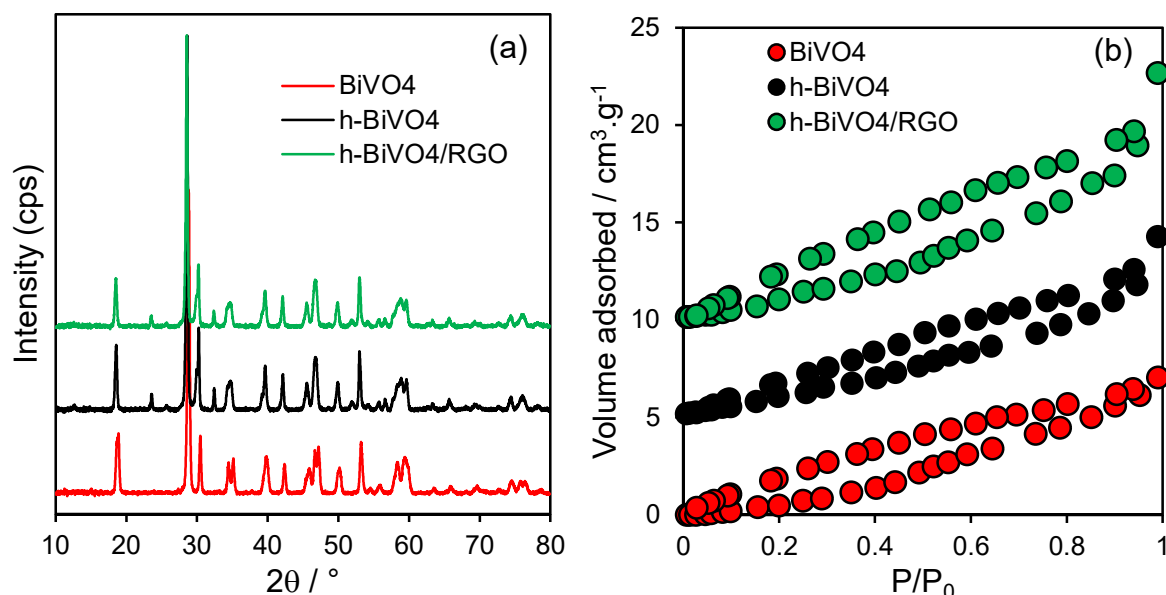 (a)
BiVO4
h-BiVO4
h-BiVO4/RGO
Intensity (cps)
10 20 30 40 50 60 70 80
2θ / °
(b)
BiVO4
h-BiVO4
h-BiVO4/RGO
Volume adsorbed / cm³.g⁻¹
25
20
15
10
5
0
0 0.2 0.4 0.6 0.8 1
P/P₀